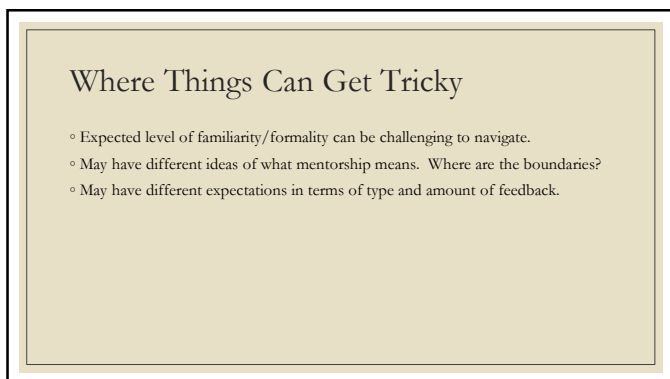 Where Things Can Get Tricky
◦ Expected level of familiarity/formality can be challenging to navigate.
◦ May have different ideas of what mentorship means.  Where are the boundaries?
◦ May have different expectations in terms of type and amount of feedback.